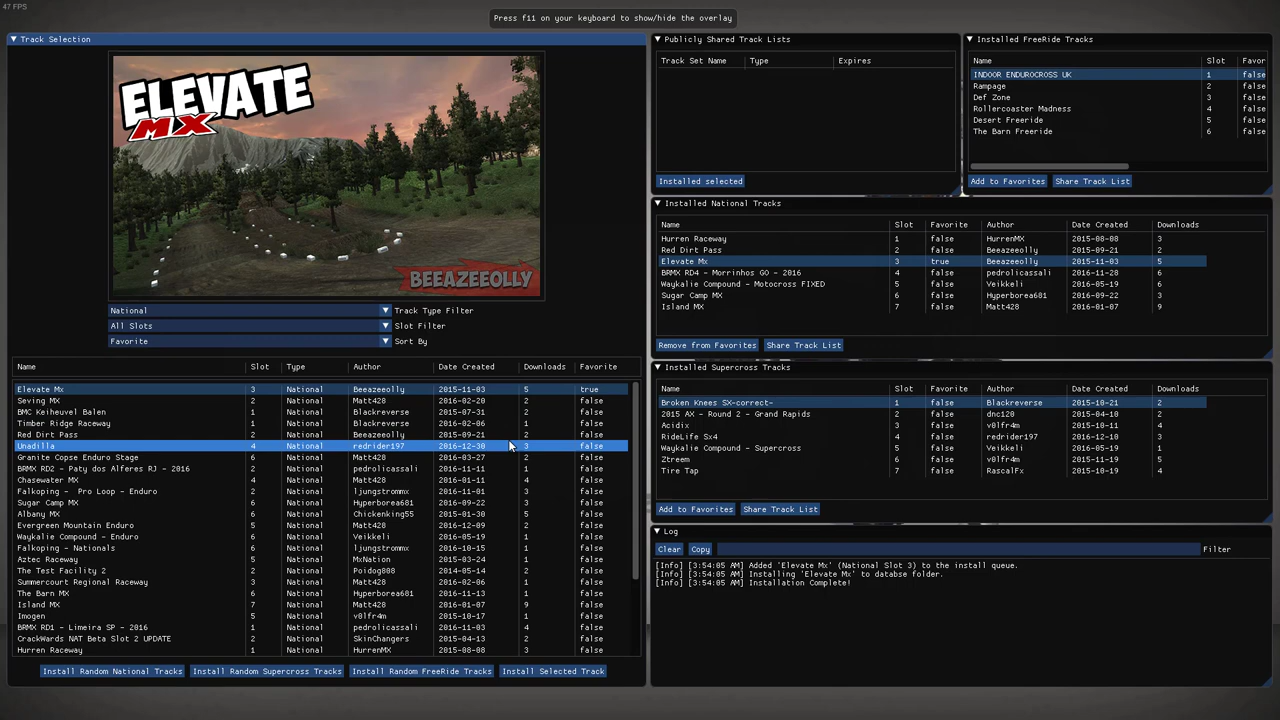 47 FPS
Press f11 on your keyboard to show/hide the overlay
Track Selection
ELEVATE
MX
BEEAZEEOLLY
National Track Type Filter
All Slots Slot Filter
Favorite Sort By
Name Slot Type Author Date Created Downloads Favorite
Elevate Mx 3 National Beeazeeolly 2015-11-03 5 true
Seving MX 2 National Matt428 2016-02-20 2 false
BMC Keiheuvel Balen 1 National Blackreverse 2015-07-31 2 false
Timber Ridge Raceway 1 National Blackreverse 2016-02-06 1 false
Red Dirt Pass 2 National Beeazeeolly 2015-09-21 2 false
Unadilla 4 National redrider197 2016-12-30 3 false
Granite Copse Enduro Stage 6 National Matt428 2016-03-27 2 false
BRMX RD2 - Paty dos Alferes RJ - 2016 2 National pedrolicassali 2016-11-11 1 false
Chasewater MX 4 National Matt428 2016-01-11 4 false
Falkoping -  Pro Loop - Enduro 2 National ljungstrommx 2016-11-01 3 false
Sugar Camp MX 6 National Hyperborea681 2016-09-22 3 false
Albany MX 6 National Chickenking55 2015-01-30 5 false
Evergreen Mountain Enduro 5 National Matt428 2016-12-09 2 false
Waykalie Compound - Enduro 6 National Veikkeli 2016-05-19 2 false
Falkoping - Nationals 6 National ljungstrommx 2016-10-15 1 false
Aztec Raceway 5 National MxNation 2015-03-24 1 false
The Test Facility 2 2 National Poidog808 2014-05-14 2 false
Summercourt Regional Raceway 3 National Matt428 2016-02-06 1 false
The Barn MX 6 National Hyperborea681 2016-11-13 1 false
Island MX 7 National Matt428 2016-01-07 9 false
Imogen 5 National v0lfr4m 2015-10-17 1 false
BRMX RD1 - Limeira SP - 2016 1 National pedrolicassali 2016-11-03 4 false
CrackWards NAT Beta Slot 2 UPDATE 2 National SkinChangers 2015-04-13 2 false
Hurren Raceway 1 National HurrenMX 2015-08-08 3 false
Install Random National Tracks Install Random Supercross Tracks Install Random FreeRide Tracks Install Selected Track
Publicly Shared Track Lists
Track Set Name Type Expires
Installed selected
Installed FreeRide Tracks
Name Slot Favor
INDOOR ENDUROCROSS UK 1 false
Rampage 2 false
Def Zone 3 false
Rollercoaster Madness 4 false
Desert Freeride 5 false
The Barn Freeride 6 false
Add to Favorites Share Track List
Installed National Tracks
Name Slot Favorite Author Date Created Downloads
Hurren Raceway 1 false HurrenMX 2015-08-08 3
Red Dirt Pass 2 false Beeazeeolly 2015-09-21 2
Elevate Mx 3 true Beeazeeolly 2015-11-03 5
BRMX RD4 - Morrinhos GO - 2016 4 false pedrolicassali 2016-11-28 6
Waykalie Compound - Motocross FIXED 5 false Veikkeli 2016-05-19 6
Sugar Camp MX 6 false Hyperborea681 2016-09-22 3
Island MX 7 false Matt428 2016-01-07 9
Remove from Favorites Share Track List
Installed Supercross Tracks
Name Slot Favorite Author Date Created Downloads
Broken Knees SX-correct- 1 false Blackreverse 2015-10-21 2
2015 AX - Round 2 - Grand Rapids 2 false dnc120 2015-04-10 2
Acidix 3 false v0lfr4m 2015-10-18 4
RideLife Sx4 4 false redrider197 2016-10-12 3
Waykalie Compound - Supercross 5 false Veikkeli 2016-05-19 1
Ztreem 6 false v0lfr4m 2015-11-19 5
Tire Tap 7 false RascalFx 2015-10-19 4
Add to Favorites Share Track List
Log
Clear Copy Filter
[Info] [3:54:05 AM] Added 'Elevate Mx' (National Slot 3) to the install queue.
[Info] [3:54:05 AM] Installing 'Elevate Mx' to databse folder.
[Info] [3:54:05 AM] Installation Complete!